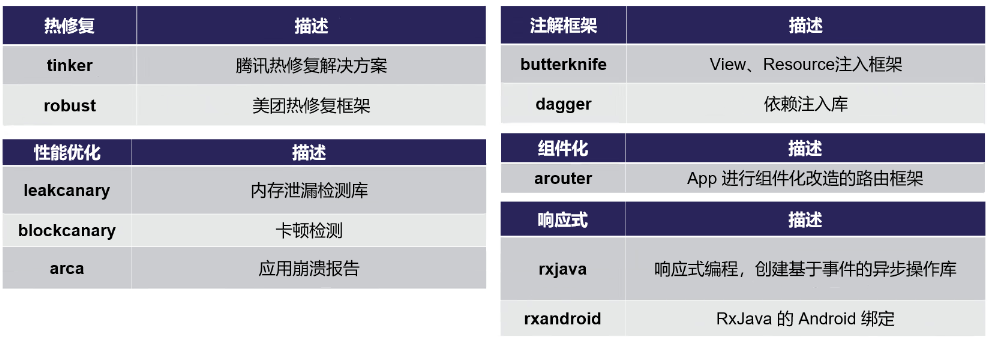 热修复 描述
tinker 腾讯热修复解决方案
robust 美团热修复框架
性能优化 描述
leakcanary 内存泄漏检测库
blockcanary 卡顿检测
arca 应用崩溃报告
注解框架 描述
butterknife View、Resource注入框架
dagger 依赖注入库
组件化 描述
arouter App 进行组件化改造的路由框架
响应式 描述
rxjava 响应式编程，创建基于事件的异步操作库
rxandroid RxJava 的 Android 绑定